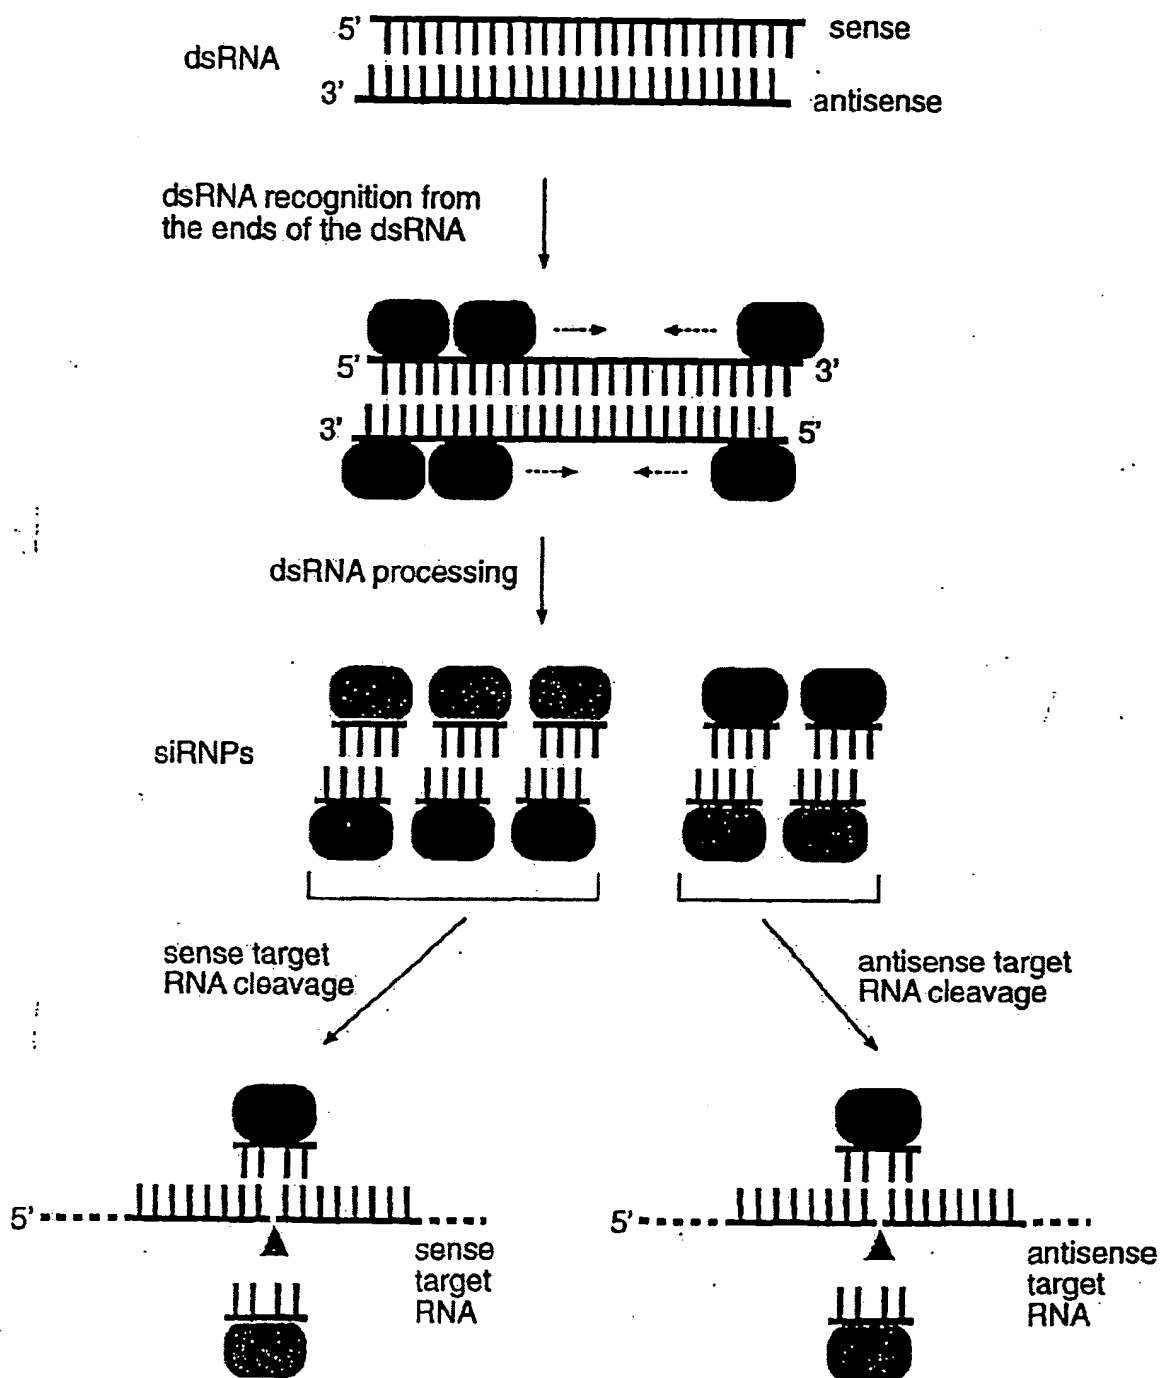 5'
sense
dsRNA
3'
antisense
dsRNA recognition from
the ends of the dsRNA
5'
3'
3'
5'
dsRNA processing
siRNPs
sense target
RNA cleavage
antisense target
RNA cleavage
5'
sense
target
RNA
5'
antisense
target
RNA